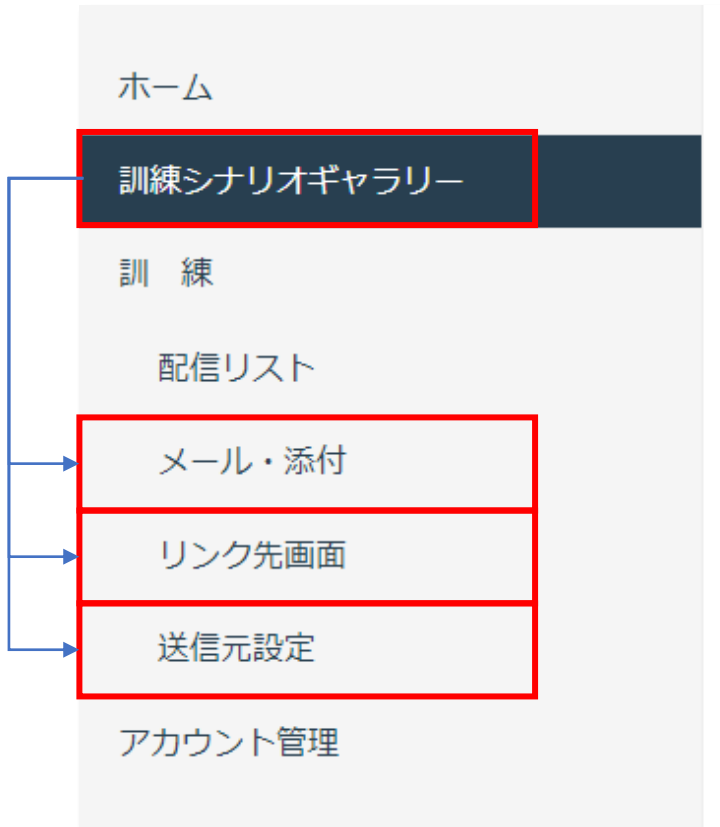 ホーム
訓練シナリオギャラリー
訓　練
配信リスト
メール・添付
リンク先画面
送信元設定
アカウント管理